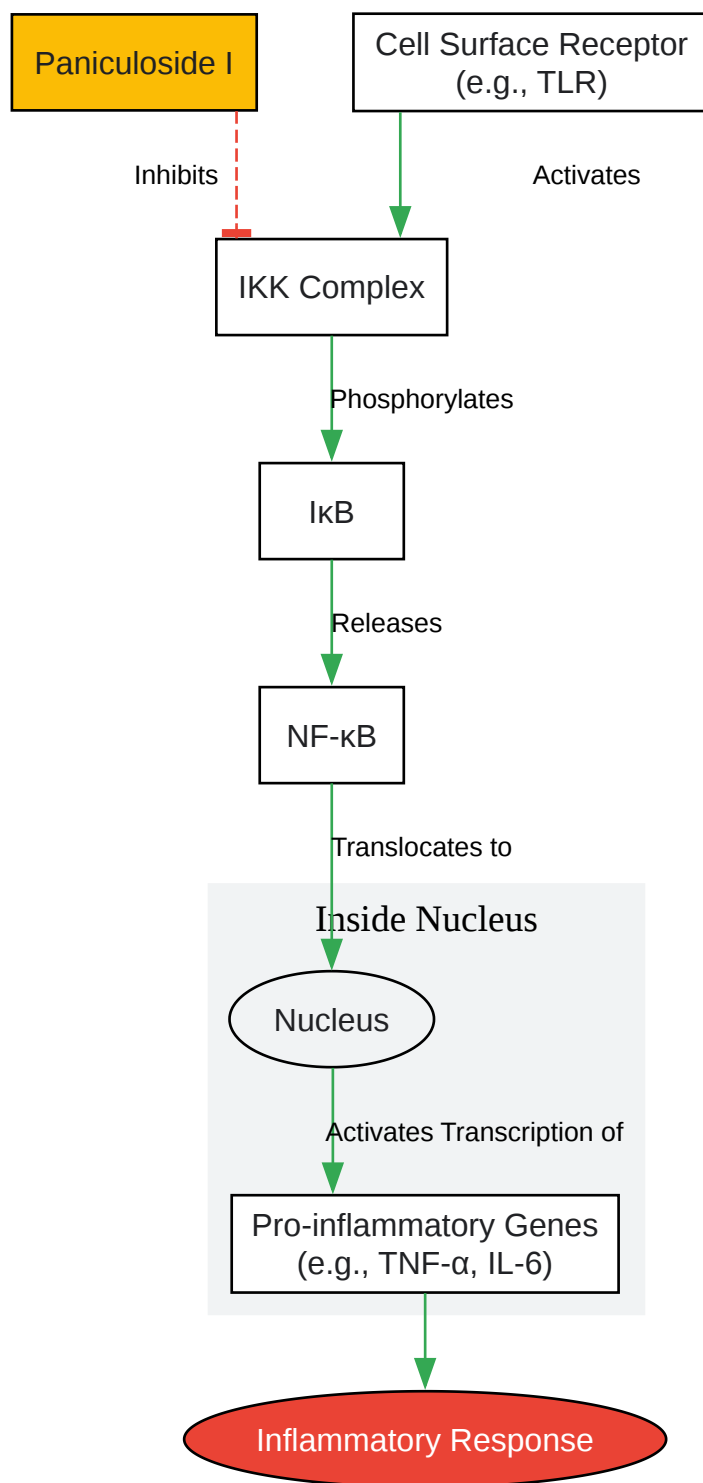 Paniculoside I
Cell Surface Receptor
(e.g., TLR)
Inhibits
Activates
IKK Complex
Phosphorylates
IκB
Releases
NF-κB
Translocates to
Inside Nucleus
Nucleus
Activates Transcription of
Pro-inflammatory Genes
(e.g., TNF-α, IL-6)
Inflammatory Response